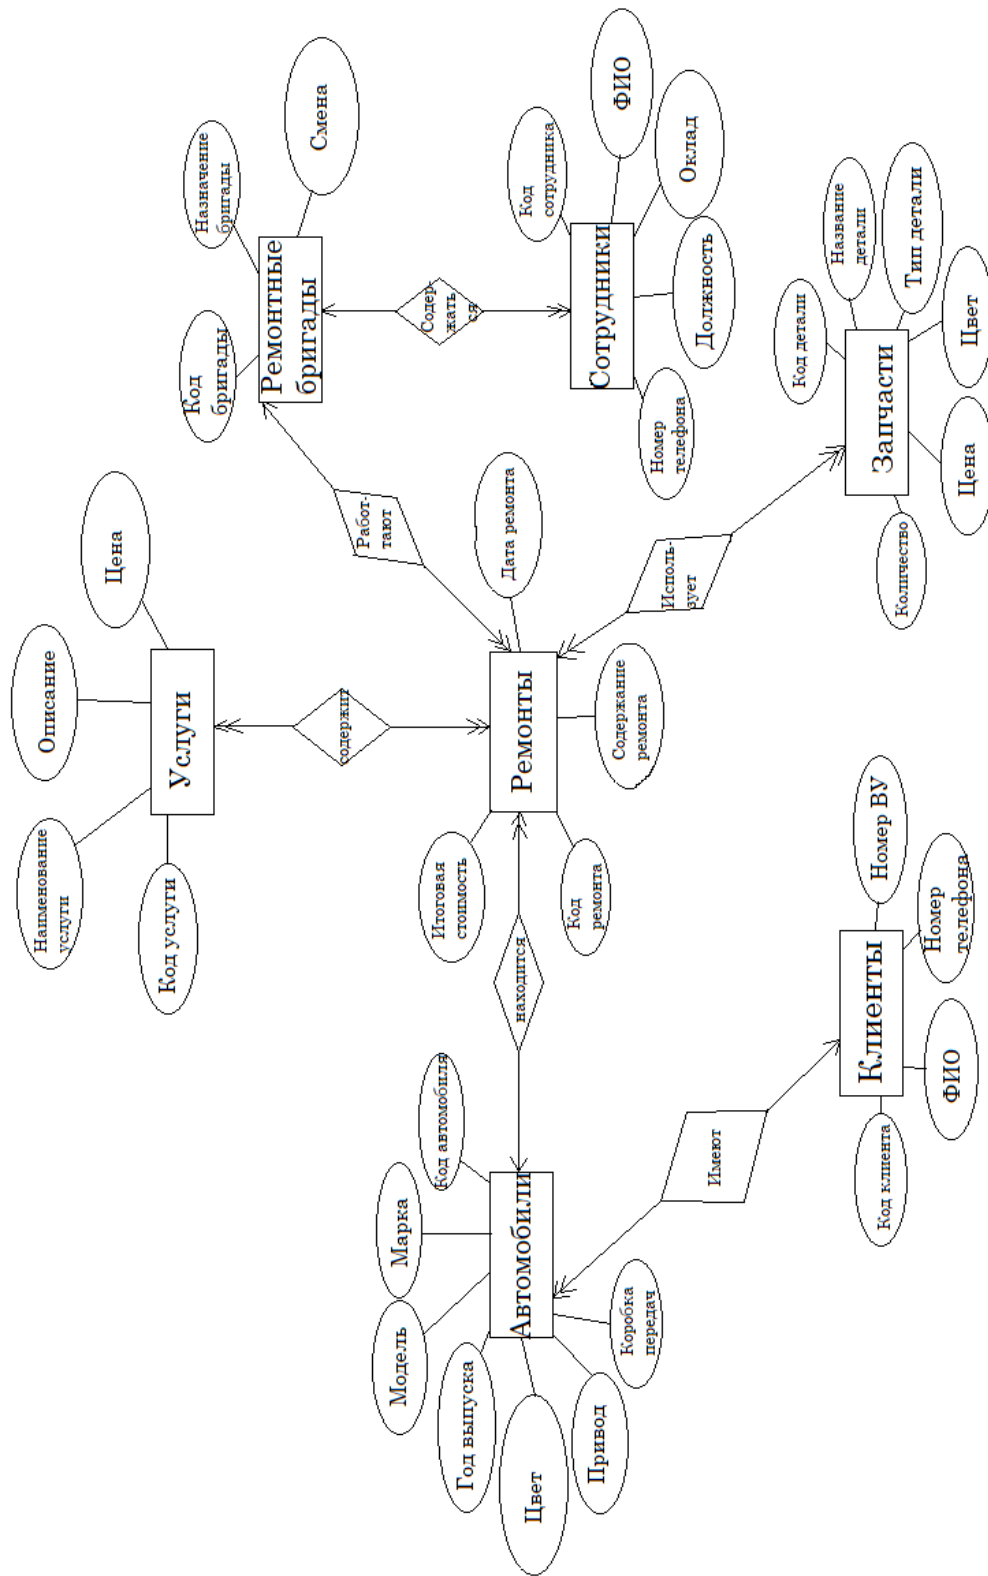 Наименование
услуги
Описание
Цена
Код услуги
Услуги
Код
бригады
Назначение
бригады
Смена
Ремонтные
бригады
содержит
Работ-
тают
Содер-
жать
ся
Модель
Марка
Код автомобиля
Год выпуска
Цвет
Привод
Коробка
передач
Автомобили
находится
Итоговая
стоимость
Код
ремонта
Ремонты
Дата ремонта
Содержание
ремонта
Код
сотрудника
ФИО
Оклад
Должность
Номер
телефона
Сотрудники
Имеют
Исполь-
зует
Код клиента
ФИО
Номер
телефона
Номер ВУ
Клиенты
Количество
Цена
Цвет
Тип детали
Название
детали
Код детали
Запчасти